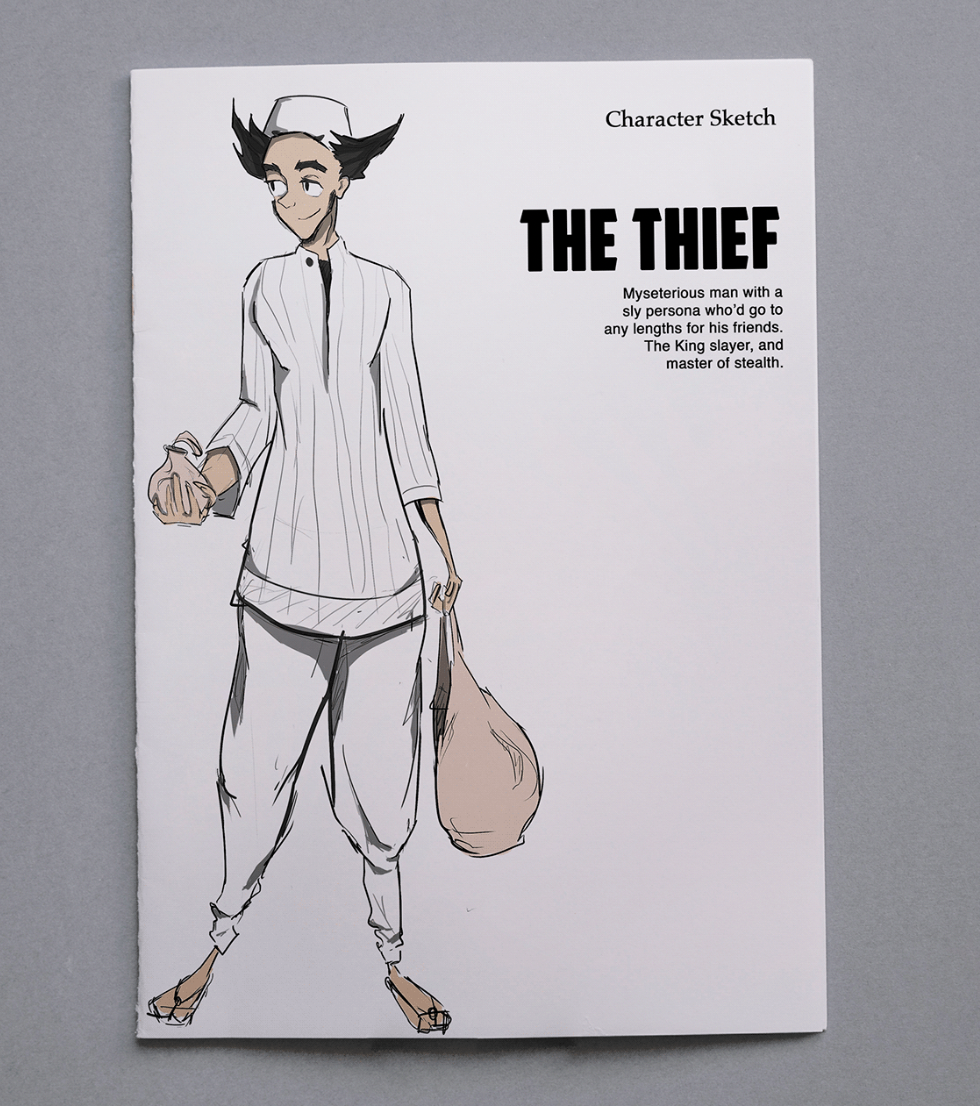 Character Sketch
THE THIEF
Myseterious man with a
sly persona who'd go to
any lengths for his friends.
The King slayer, and
master of stealth.